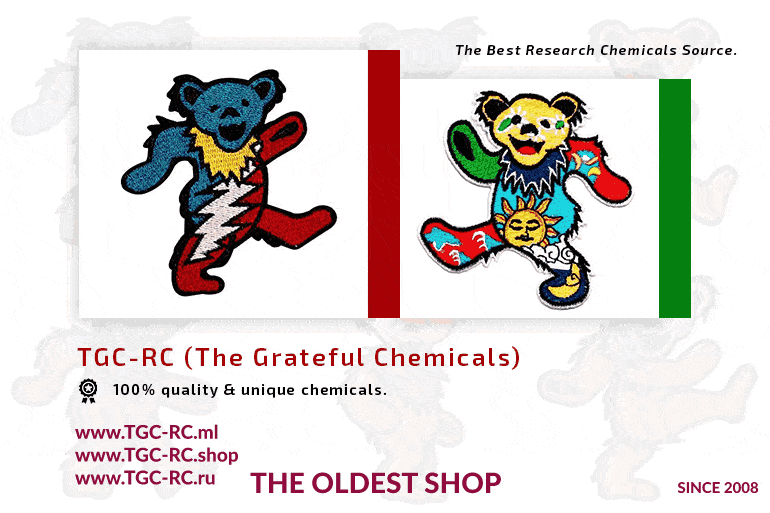 The Best Research Chemicals Source.
TGC-RC (The Grateful Chemicals)
100% quality & unique chemicals.
www.TGC-RC.ml
www.TGC-RC.shop
www.TGC-RC.ru
THE OLDEST SHOP
SINCE 2008